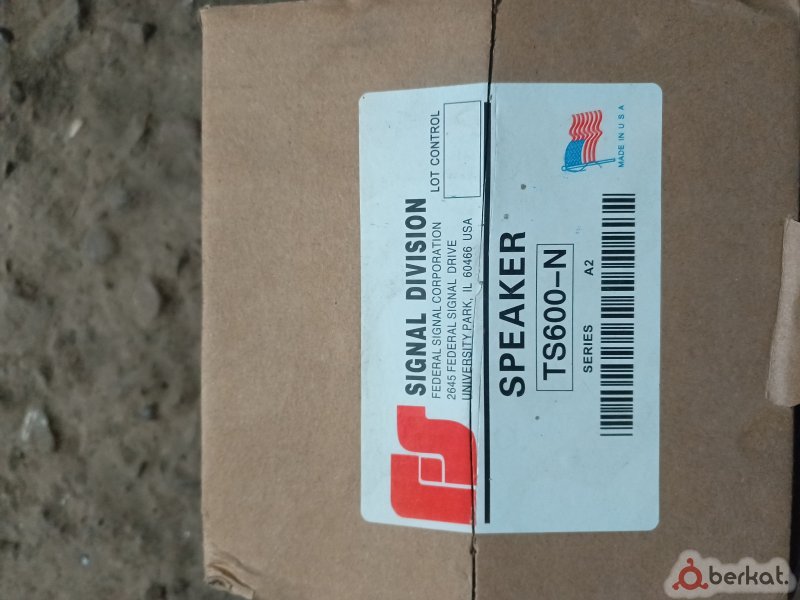 SIGNAL DIVISION
FEDERAL SIGNAL CORPORATION
2645 FEDERAL SIGNAL DRIVE
UNIVERSITY PARK, IL 60466 USA
LOT CONTROL
SPEAKER
TS600-N
SERIES A2
MADE IN U S A
berkat.